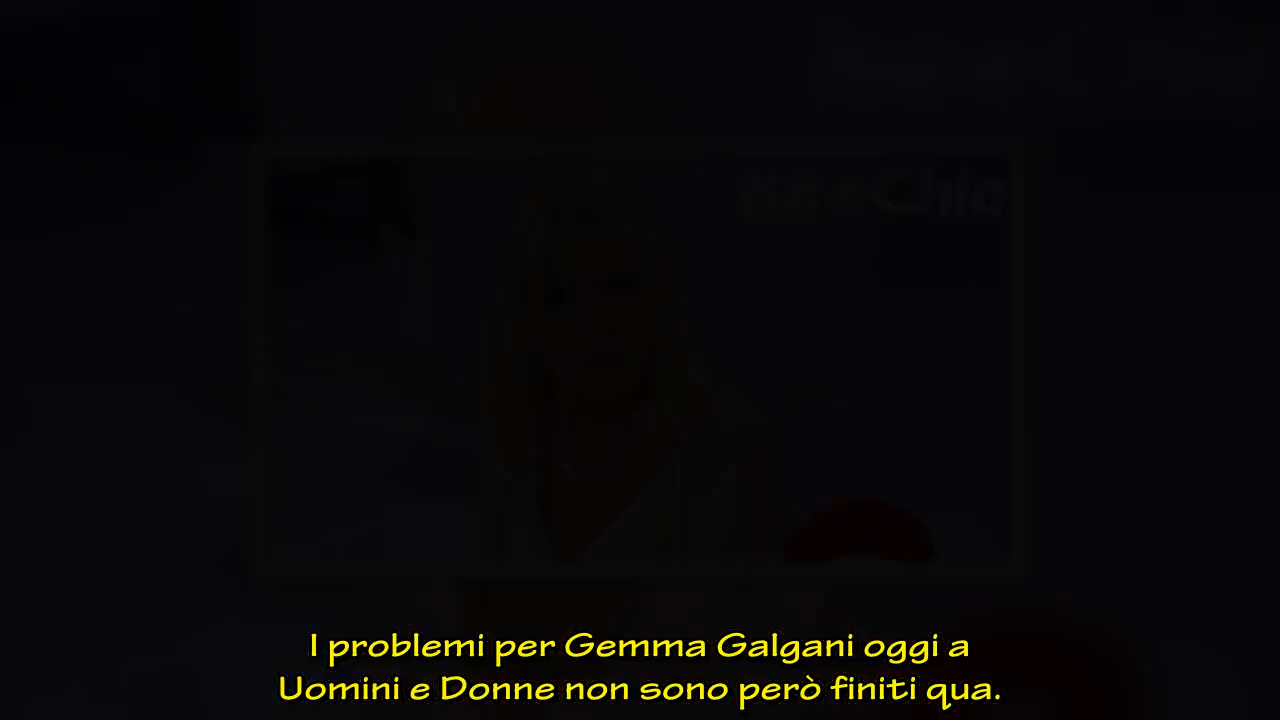 I problemi per Gemma Galgani oggi a
Uomini e Donne non sono però finiti qua.